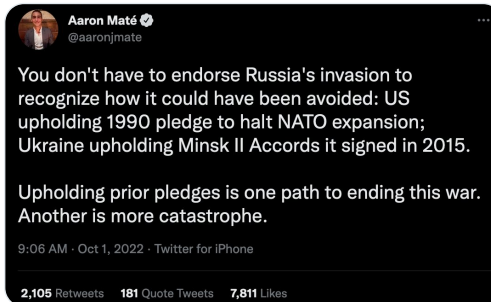 Aaron Maté
@aaronjmate
You don't have to endorse Russia's invasion to
recognize how it could have been avoided: US
upholding 1990 pledge to halt NATO expansion;
Ukraine upholding Minsk II Accords it signed in 2015.
Upholding prior pledges is one path to ending this war.
Another is more catastrophe.
9:06 AM · Oct 1, 2022 · Twitter for iPhone
2,105 Retweets 181 Quote Tweets 7,811 Likes